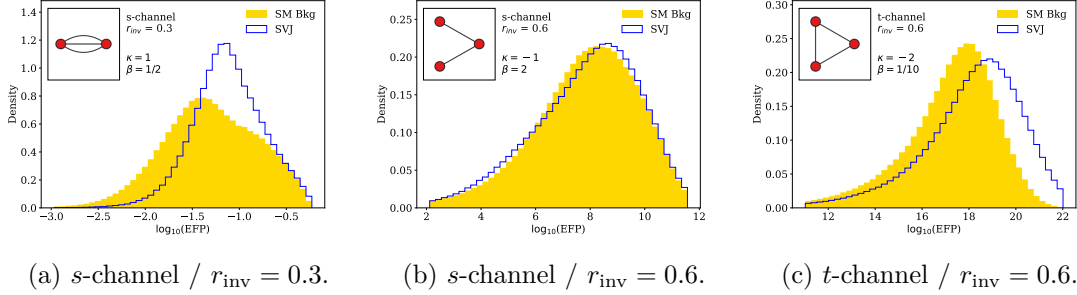 s-channel
r_inv = 0.3
κ = 1
β = 1/2
SM Bkg
SVJ
Density
1.4
1.2
1.0
0.8
0.6
0.4
0.2
0.0
−3.0 −2.5 −2.0 −1.5 −1.0 −0.5
log₁₀(EFP)
(a) s-channel / r_inv = 0.3.
s-channel
r_inv = 0.6
κ = −1
β = 2
SM Bkg
SVJ
Density
0.25
0.20
0.15
0.10
0.05
0.00
2 4 6 8 10 12
log₁₀(EFP)
(b) s-channel / r_inv = 0.6.
t-channel
r_inv = 0.6
κ = −2
β = 1/10
SM Bkg
SVJ
Density
0.30
0.25
0.20
0.15
0.10
0.05
0.00
12 14 16 18 20 22
log₁₀(EFP)
(c) t-channel / r_inv = 0.6.